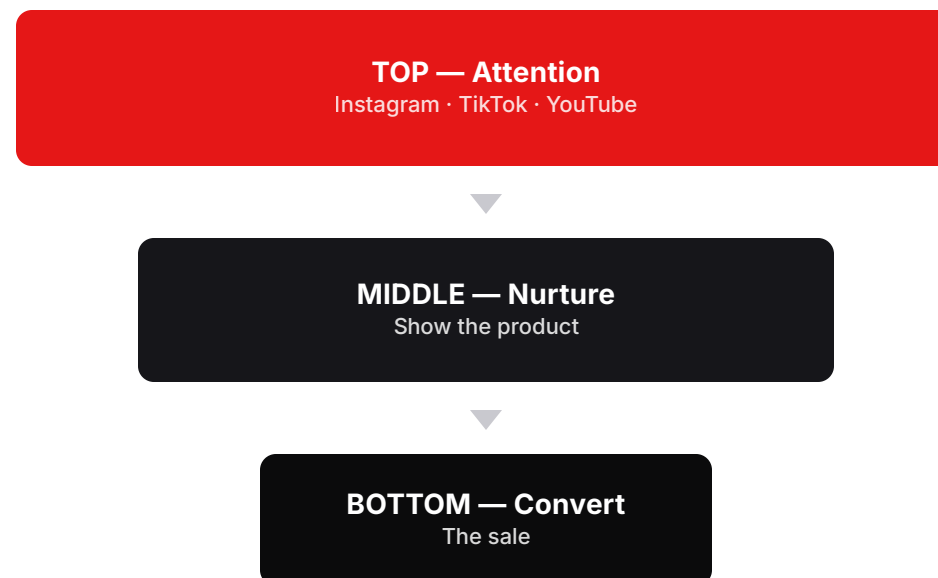 TOP — Attention
Instagram · TikTok · YouTube
MIDDLE — Nurture
Show the product
BOTTOM — Convert
The sale